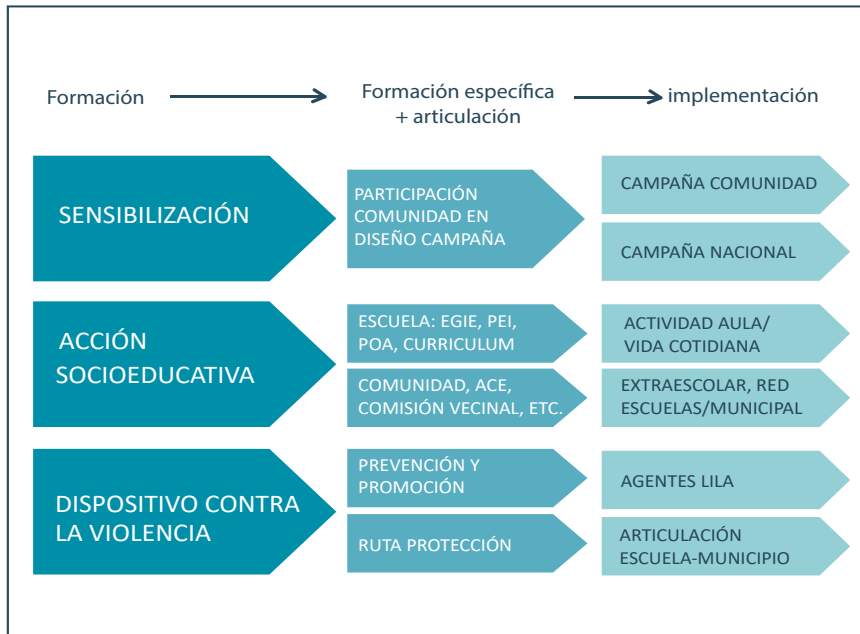 Formación
Formación específica
+ articulación
implementación
SENSIBILIZACIÓN
PARTICIPACIÓN
COMUNIDAD EN
DISEÑO CAMPAÑA
CAMPAÑA COMUNIDAD
CAMPAÑA NACIONAL
ACCIÓN
SOCIOEDUCATIVA
ESCUELA: EGIE, PEI,
POA, CURRICULUM
ACTIVIDAD AULA/
VIDA COTIDIANA
COMUNIDAD, ACE,
COMISIÓN VECINAL, ETC.
EXTRAESCOLAR, RED
ESCUELAS/MUNICIPAL
DISPOSITIVO CONTRA
LA VIOLENCIA
PREVENCIÓN Y
PROMOCIÓN
AGENTES LILA
RUTA PROTECCIÓN
ARTICULACIÓN
ESCUELA-MUNICIPIO